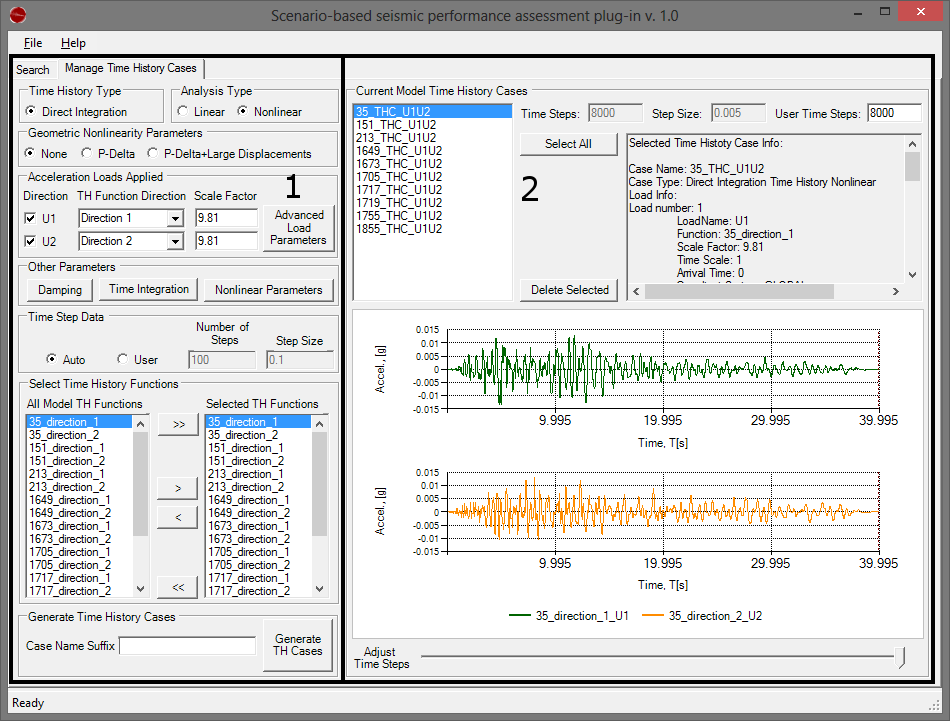 Scenario-based seismic performance assessment plug-in v. 1.0
File Help
Search Manage Time History Cases
Time History Type
Direct Integration
Analysis Type
Linear Nonlinear
Geometric Nonlinearity Parameters
None P-Delta P-Delta+Large Displacements
Acceleration Loads Applied
1
Direction TH Function Direction Scale Factor
U1 Direction 1 9.81
U2 Direction 2 9.81
Advanced
Load
Parameters
Other Parameters
Damping Time Integration Nonlinear Parameters
Time Step Data
Number of
Steps
Step Size
Auto User 100 0.1
Select Time History Functions
All Model TH Functions
35_direction_1
35_direction_2
151_direction_1
151_direction_2
213_direction_1
213_direction_2
1649_direction_1
1649_direction_2
1673_direction_1
1673_direction_2
1705_direction_1
1705_direction_2
1717_direction_1
1717_direction_2
>>
>
<
<<
Selected TH Functions
35_direction_1
35_direction_2
151_direction_1
151_direction_2
213_direction_1
213_direction_2
1649_direction_1
1649_direction_2
1673_direction_1
1673_direction_2
1705_direction_1
1705_direction_2
1717_direction_1
1717_direction_2
Generate Time History Cases
Case Name Suffix
Generate
TH Cases
Current Model Time History Cases
35_THC_U1U2
151_THC_U1U2
213_THC_U1U2
1649_THC_U1U2
1673_THC_U1U2
1705_THC_U1U2
1717_THC_U1U2
1719_THC_U1U2
1755_THC_U1U2
1855_THC_U1U2
Time Steps: 8000 Step Size: 0.005 User Time Steps: 8000
Select All
2
Delete Selected
Selected Time Histoty Case Info:
Case Name: 35_THC_U1U2
Case Type: Direct Integration Time History Nonlinear
Load Info:
Load number: 1
LoadName: U1
Function: 35_direction_1
Scale Factor: 9.81
Time Scale: 1
Arrival Time: 0
Accel., [g]
0.015
0.01
0.005
0
-0.005
-0.01
-0.015
9.995 19.995 29.995 39.995
Time, T[s]
Accel., [g]
0.015
0.01
0.005
0
-0.005
-0.01
-0.015
9.995 19.995 29.995 39.995
Time, T[s]
35_direction_1_U1 35_direction_2_U2
Adjust
Time Steps
Ready